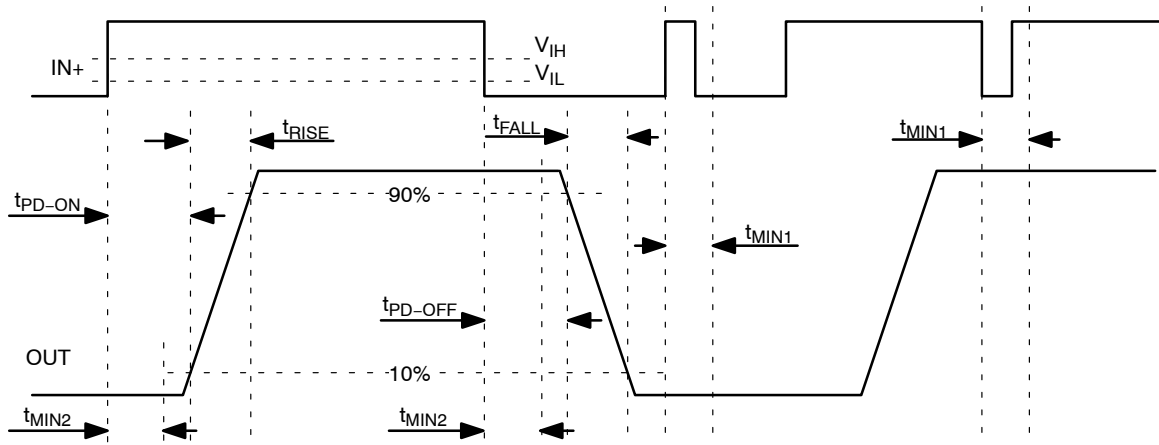 V_IH
IN+
V_IL
t_RISE
t_FALL
t_MIN1
90%
t_PD−ON
t_MIN1
t_PD−OFF
OUT
10%
t_MIN2
t_MIN2